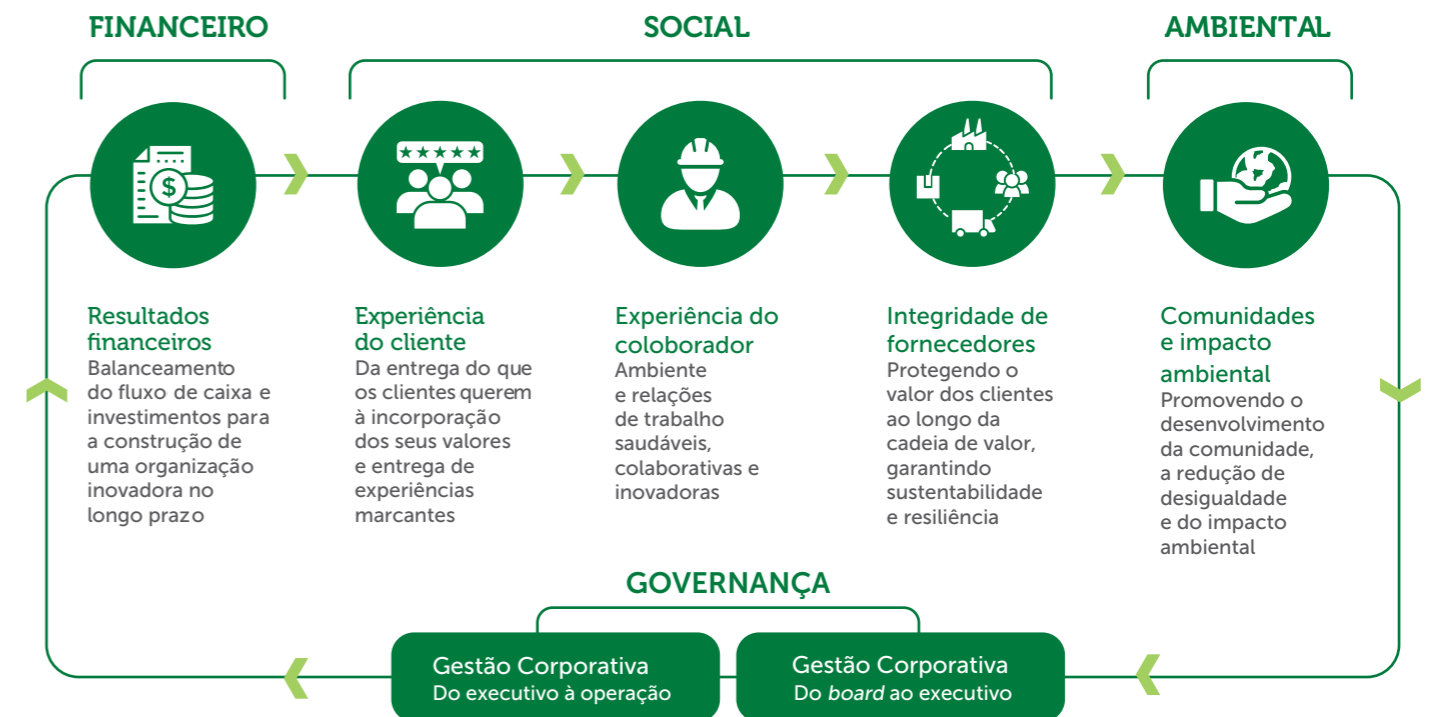 FINANCEIRO
SOCIAL
AMBIENTAL
$
Resultados
financeiros
Balanceamento
do fluxo de caixa e
investimentos para
a construção de
uma organização
inovadora no
longo prazo
Experiência
do cliente
Da entrega do que
os clientes querem
à incorporação
dos seus valores
e entrega de
experiências
marcantes
Experiência do
coloborador
Ambiente
e relações
de trabalho
saudáveis,
colaborativas e
inovadoras
Integridade de
fornecedores
Protegendo o
valor dos clientes
ao longo da
cadeia de valor,
garantindo
sustentabilidade
e resiliência
Comunidades
e impacto
ambiental
Promovendo o
desenvolvimento
da comunidade,
a redução de
desigualdade
e do impacto
ambiental
GOVERNANÇA
Gestão Corporativa
Do executivo à operação
Gestão Corporativa
Do board ao executivo